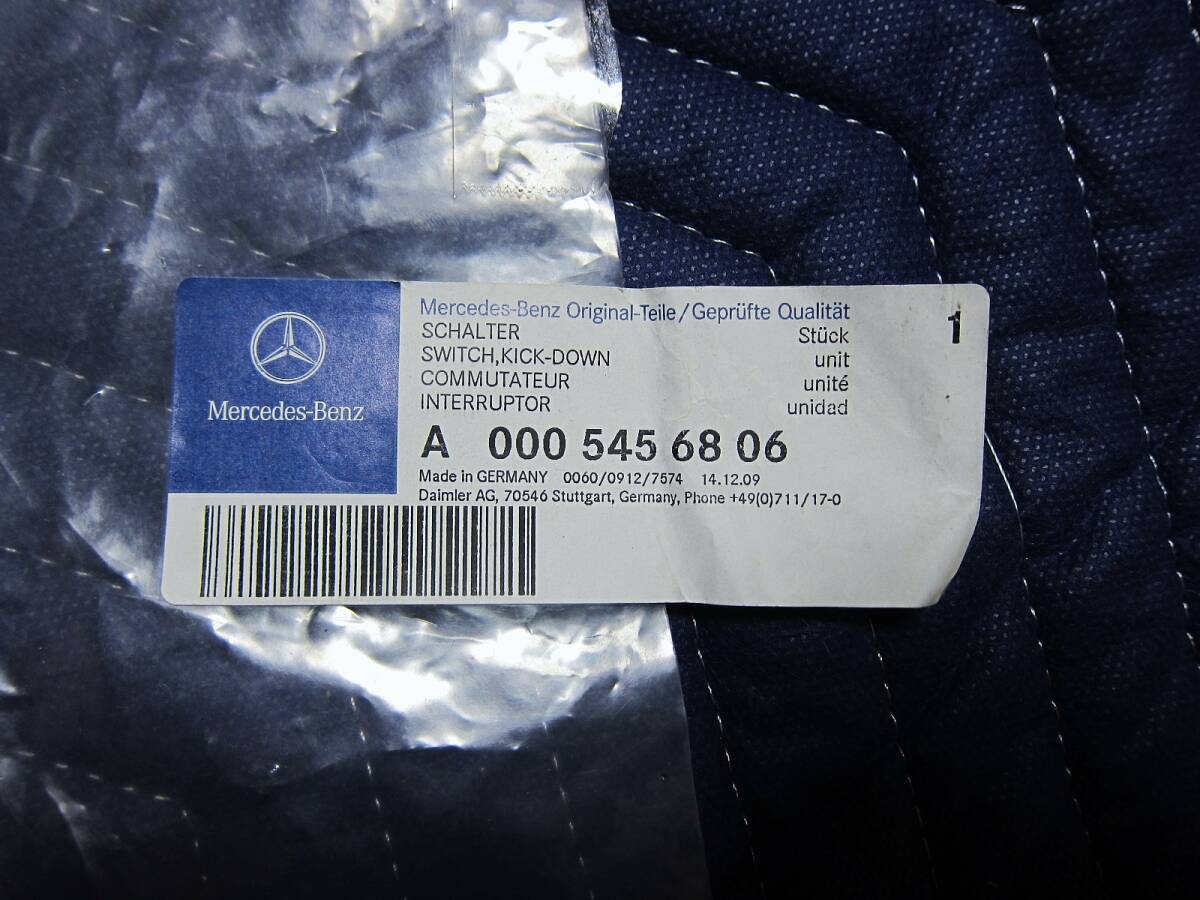 Mercedes-Benz
Mercedes-Benz Original-Teile/Geprüfte Qualität
SCHALTER Stück 1
SWITCH,KICK-DOWN unit
COMMUTATEUR unité
INTERRUPTOR unidad
A 000 545 68 06
Made in GERMANY 0060/0912/7574 14.12.09
Daimler AG, 70546 Stuttgart, Germany, Phone +49(0)711/17-0